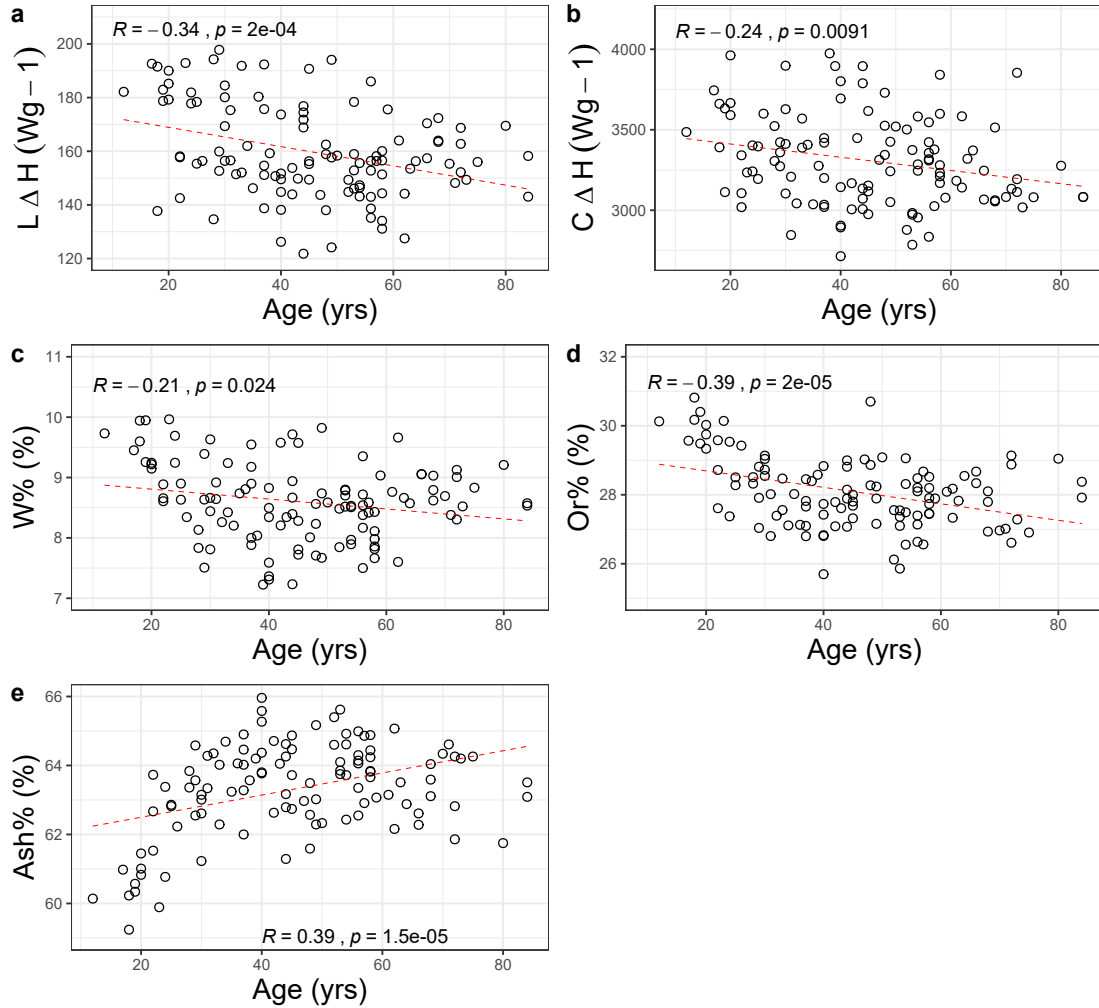 a
R = −0.34 , p = 2e-04
L Δ H (Wg − 1)
200
180
160
140
120
20 40 60 80
Age (yrs)
b
R = −0.24 , p = 0.0091
C Δ H (Wg − 1)
4000
3500
3000
20 40 60 80
Age (yrs)
c
R = −0.21 , p = 0.024
W% (%)
11
10
9
8
7
20 40 60 80
Age (yrs)
d
R = −0.39 , p = 2e-05
Or% (%)
32
30
28
26
20 40 60 80
Age (yrs)
e
Ash% (%)
66
64
62
60
R = 0.39 , p = 1.5e-05
20 40 60 80
Age (yrs)